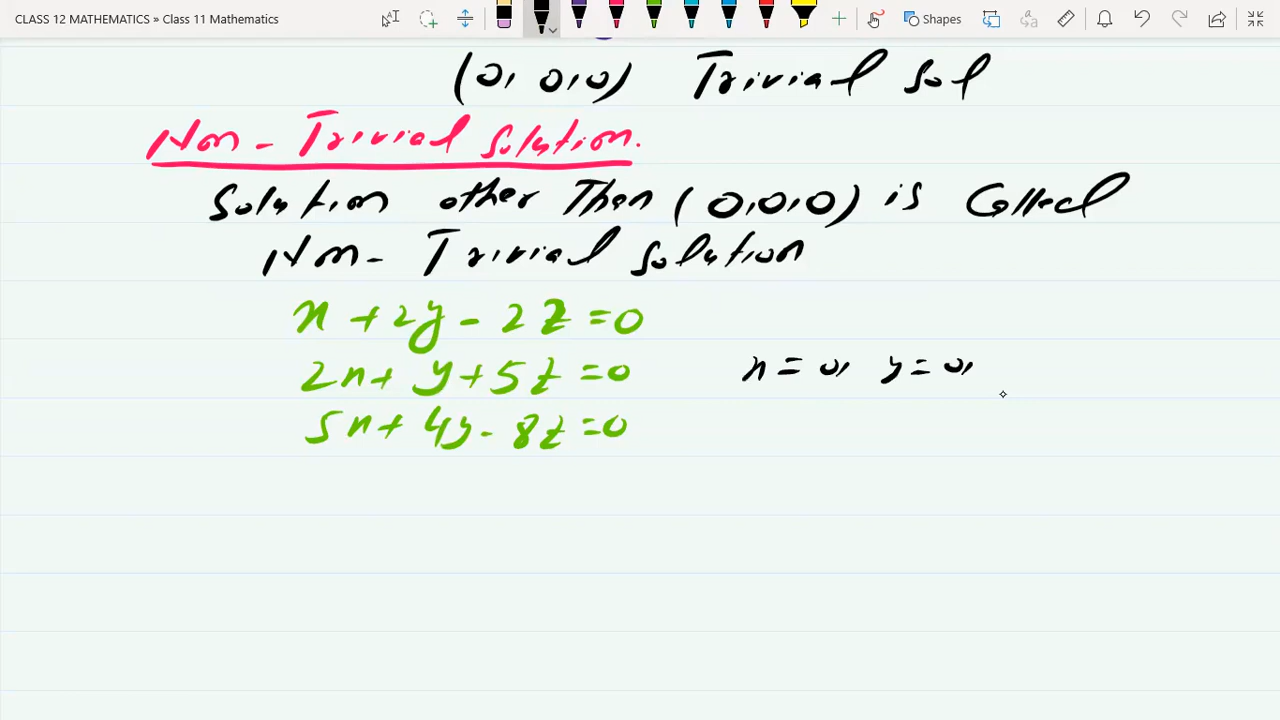 CLASS 12 MATHEMATICS » Class 11 Mathematics
Shapes
(0, 0,0) Trivial Sol
Non-Trivial Solution.
Solution other Than (0,0,0) is Called
Non-Trivial Solution
x + 2y - 2z = 0
2x + y + 5z = 0
x = 0, y = 0,
5x + 4y - 8z = 0